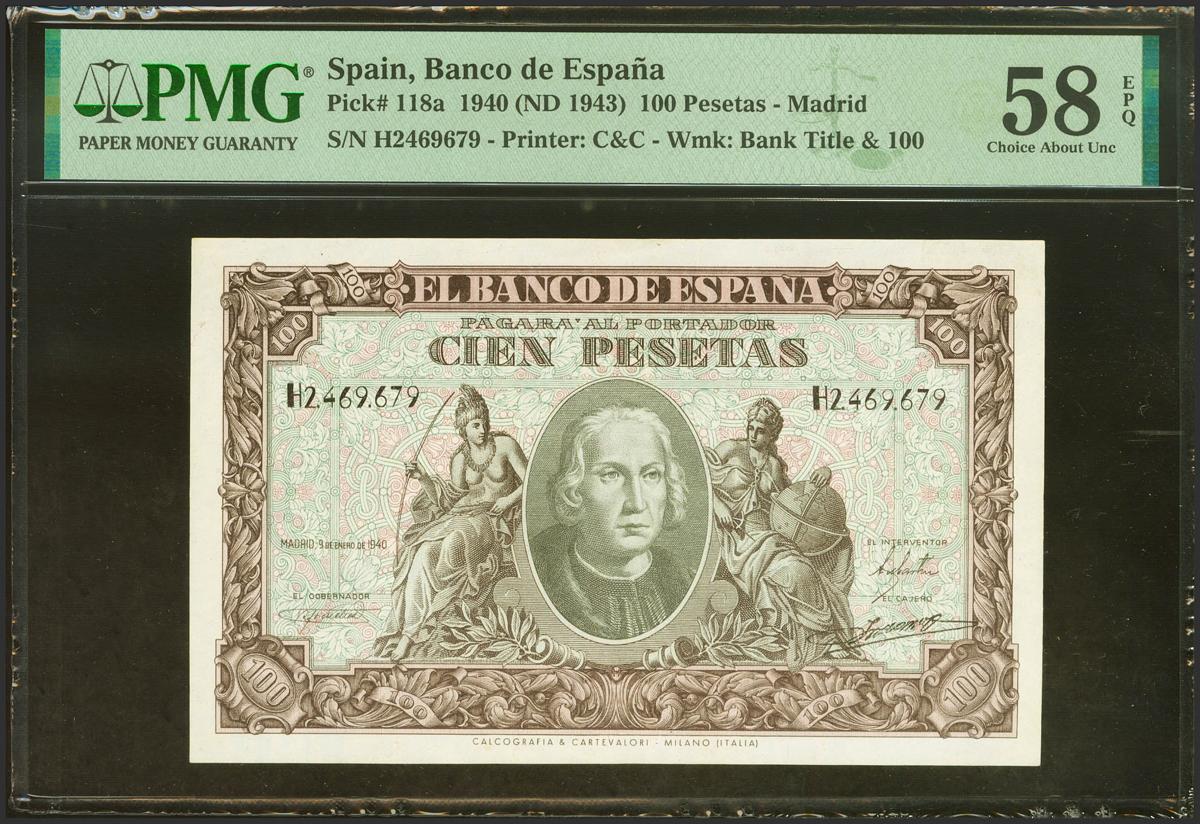 PMG®
PAPER MONEY GUARANTY
Spain, Banco de España
Pick# 118a 1940 (ND 1943) 100 Pesetas - Madrid
S/N H2469679 - Printer: C&C - Wmk: Bank Title & 100
58
EPQ
Choice About Unc
100
EL BANCO DE ESPAÑA
100
100
PAGARÁ AL PORTADOR
100
CIEN PESETAS
H2.469.679
H2.469.679
MADRID, 9 DE ENERO DE 1940
EL INTERVENTOR
EL GOBERNADOR
EL CAJERO
100
100
100
100
CALCOGRAFIA & CARTEVALORI - MILANO (ITALIA)